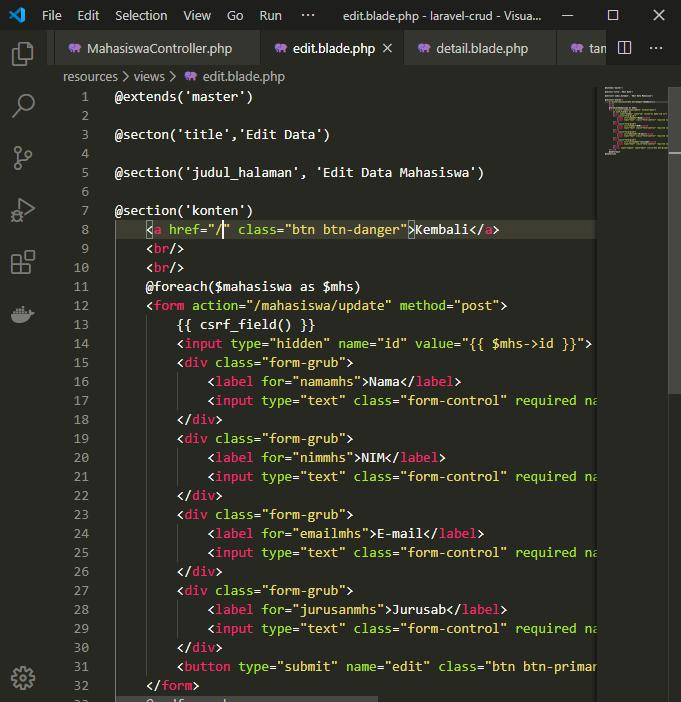 File Edit Selection View Go Run ··· edit.blade.php - laravel-crud - Visua...
MahasiswaController.php edit.blade.php detail.blade.php tan
resources > views > edit.blade.php
1 @extends('master')
2
3 @secton('title','Edit Data')
4
5 @section('judul_halaman', 'Edit Data Mahasiswa')
6
7 @section('konten')
8 <a href="/" class="btn btn-danger">Kembali</a>
9 <br/>
10 <br/>
11 @foreach($mahasiswa as $mhs)
12 <form action="/mahasiswa/update" method="post">
13 {{ csrf_field() }}
14 <input type="hidden" name="id" value="{{ $mhs->id }}">
15 <div class="form-grub">
16 <label for="namamhs">Nama</label>
17 <input type="text" class="form-control" required na
18 </div>
19 <div class="form-grub">
20 <label for="nimmhs">NIM</label>
21 <input type="text" class="form-control" required na
22 </div>
23 <div class="form-grub">
24 <label for="emailmhs">E-mail</label>
25 <input type="text" class="form-control" required na
26 </div>
27 <div class="form-grub">
28 <label for="jurusanmhs">Jurusab</label>
29 <input type="text" class="form-control" required na
30 </div>
31 <button type="submit" name="edit" class="btn btn-primar
32 </form>